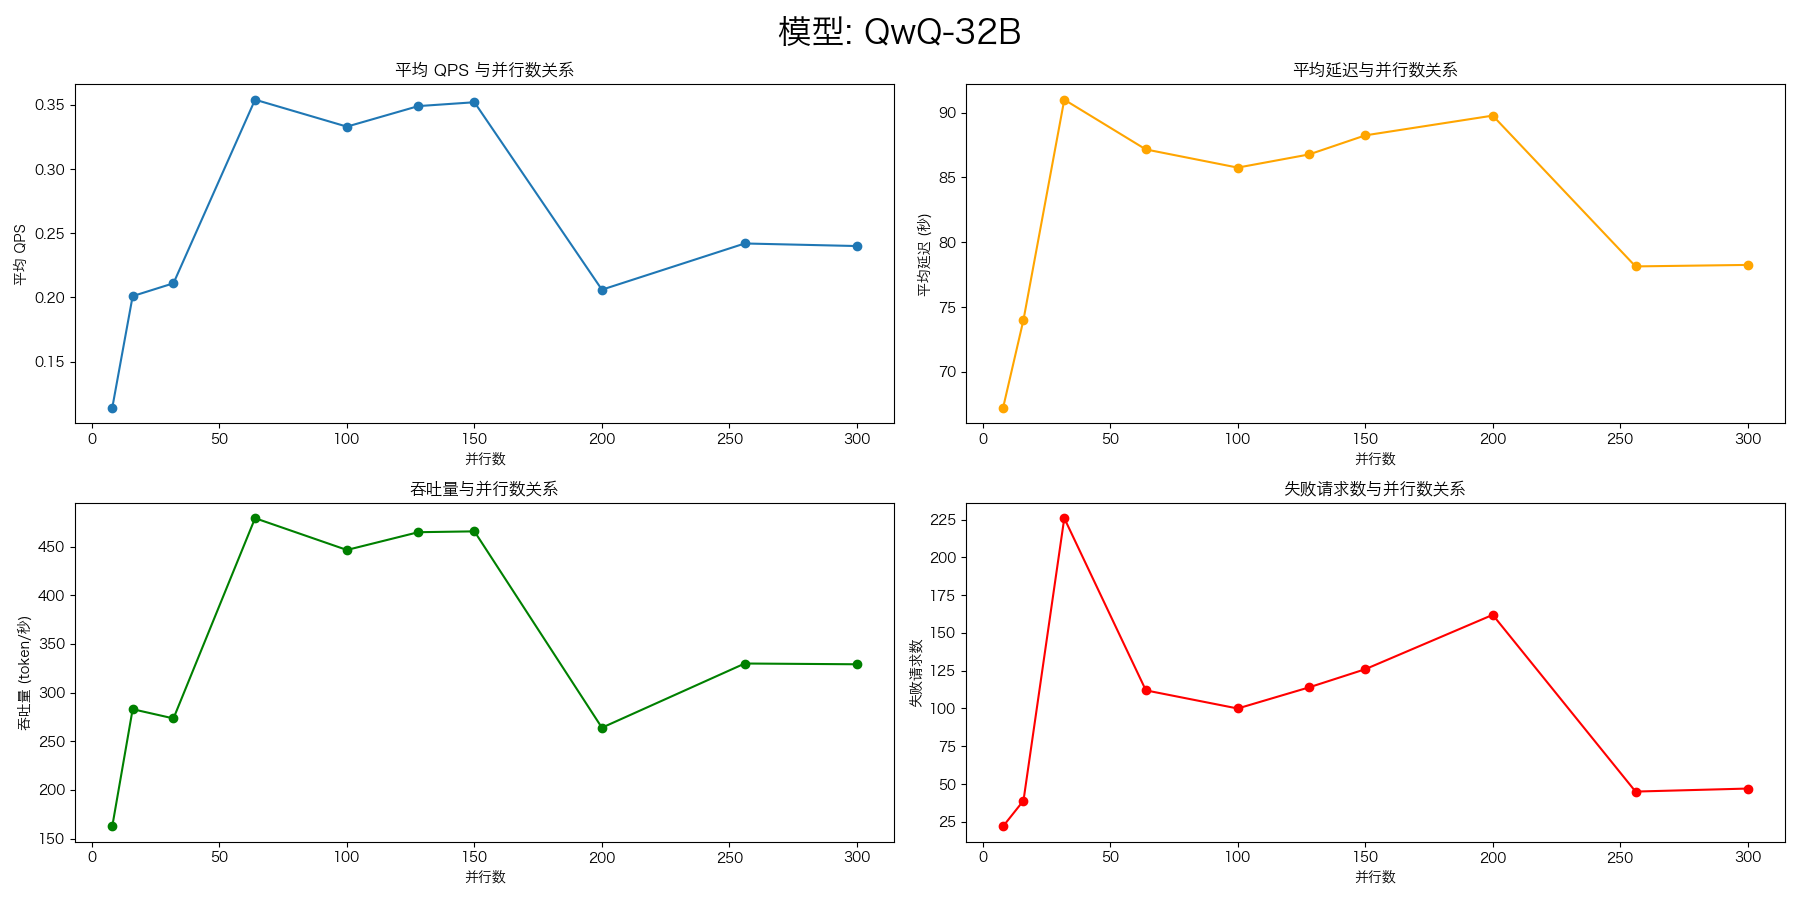 模型: QwQ-32B
平均 QPS 与并行数关系
平均 QPS
0.35
0.30
0.25
0.20
0.15
0 50 100 150 200 250 300
并行数
平均延迟与并行数关系
平均延迟 (秒)
90
85
80
75
70
0 50 100 150 200 250 300
并行数
吞吐量与并行数关系
吞吐量 (token/秒)
450
400
350
300
250
200
150
0 50 100 150 200 250 300
并行数
失败请求数与并行数关系
失败请求数
225
200
175
150
125
100
75
50
25
0 50 100 150 200 250 300
并行数